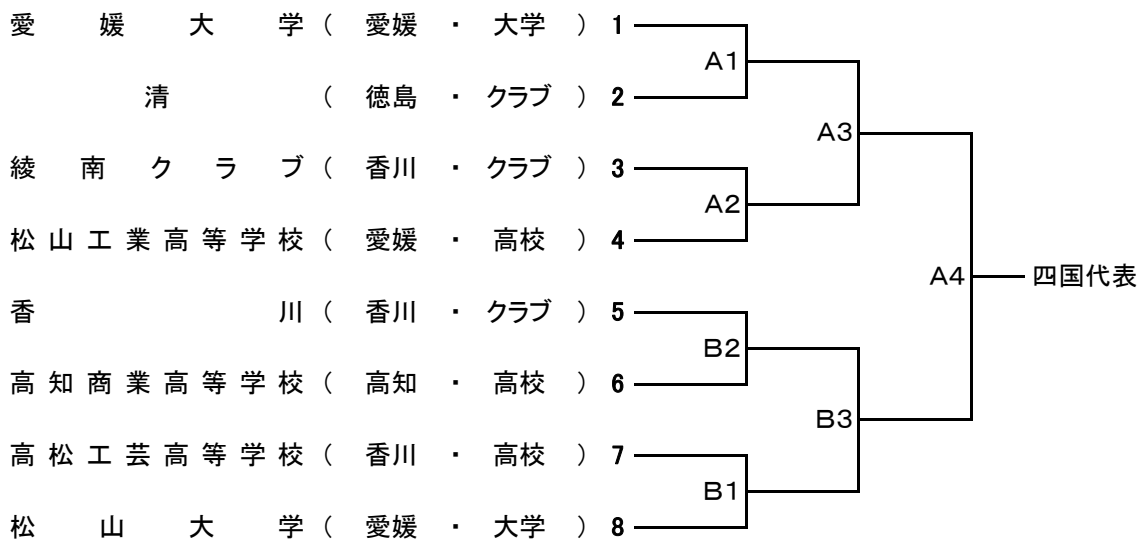 愛媛大学(愛媛・大学)1
A1
清(徳島・クラブ)2
A3
綾南クラブ(香川・クラブ)3
A2
松山工業高等学校(愛媛・高校)4
A4 四国代表
香川(香川・クラブ)5
B2
高知商業高等学校(高知・高校)6
B3
高松工芸高等学校(香川・高校)7
B1
松山大学(愛媛・大学)8